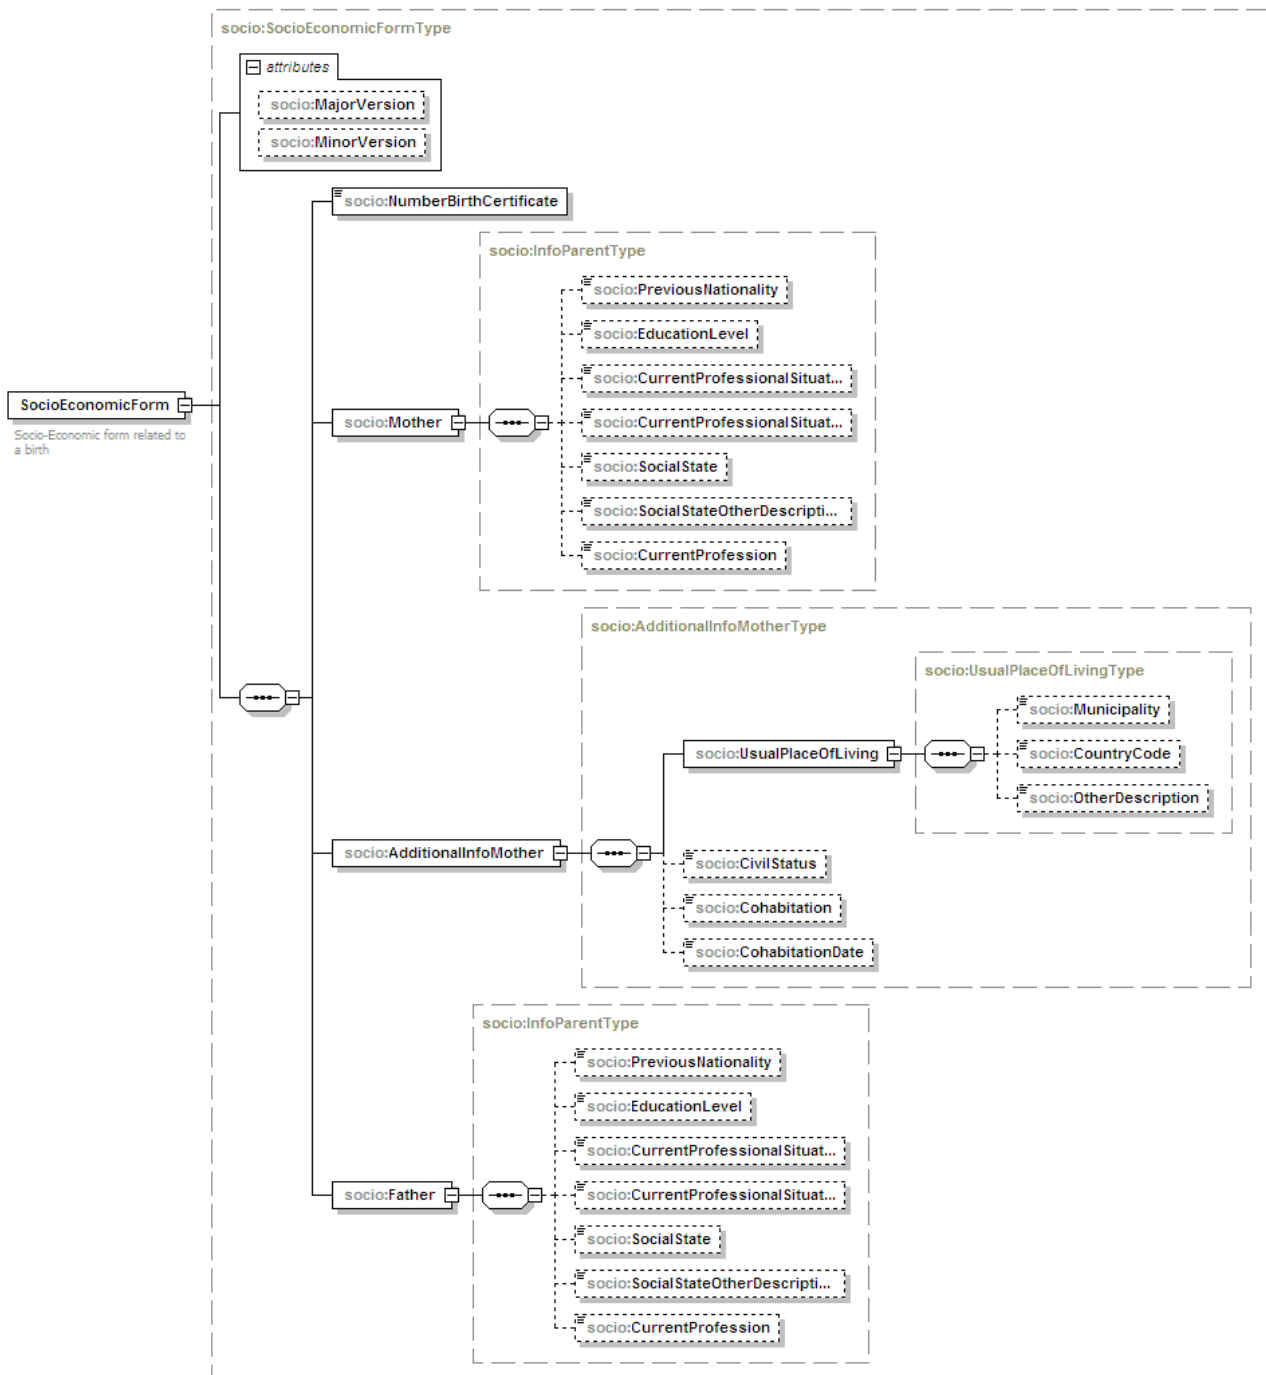 socio:SocioEconomicFormType
attributes
socio:MajorVersion
socio:MinorVersion
socio:NumberBirthCertificate
socio:InfoParentType
socio:PreviousNationality
socio:EducationLevel
socio:CurrentProfessionalSituat...
socio:CurrentProfessionalSituat...
socio:SocialState
socio:SocialStateOtherDescripti...
socio:CurrentProfession
SocioEconomicForm
Socio-Economic form related to
a birth
socio:Mother
socio:AdditionalInfoMotherType
socio:UsualPlaceOfLivingType
socio:Municipality
socio:UsualPlaceOfLiving
socio:CountryCode
socio:OtherDescription
socio:AdditionalInfoMother
socio:CivilStatus
socio:Cohabitation
socio:CohabitationDate
socio:InfoParentType
socio:PreviousNationality
socio:EducationLevel
socio:CurrentProfessionalSituat...
socio:Father
socio:CurrentProfessionalSituat...
socio:SocialState
socio:SocialStateOtherDescripti...
socio:CurrentProfession